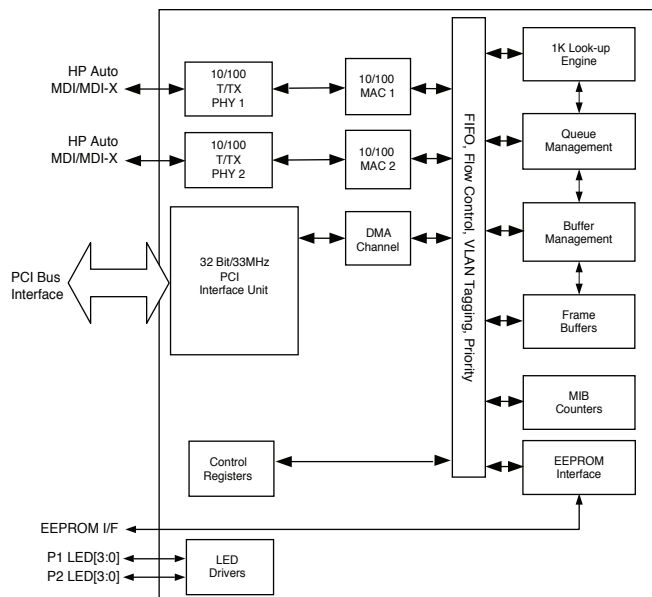 HP Auto
MDI/MDI-X
10/100
T/TX
PHY 1
10/100
MAC 1
1K Look-up
Engine
HP Auto
MDI/MDI-X
10/100
T/TX
PHY 2
10/100
MAC 2
Queue
Management
FIFO, Flow Control, VLAN Tagging, Priority
PCI Bus
Interface
32 Bit/33MHz
PCI
Interface Unit
DMA
Channel
Buffer
Management
Frame
Buffers
MIB
Counters
Control
Registers
EEPROM
Interface
EEPROM I/F
P1 LED[3:0]
P2 LED[3:0]
LED
Drivers